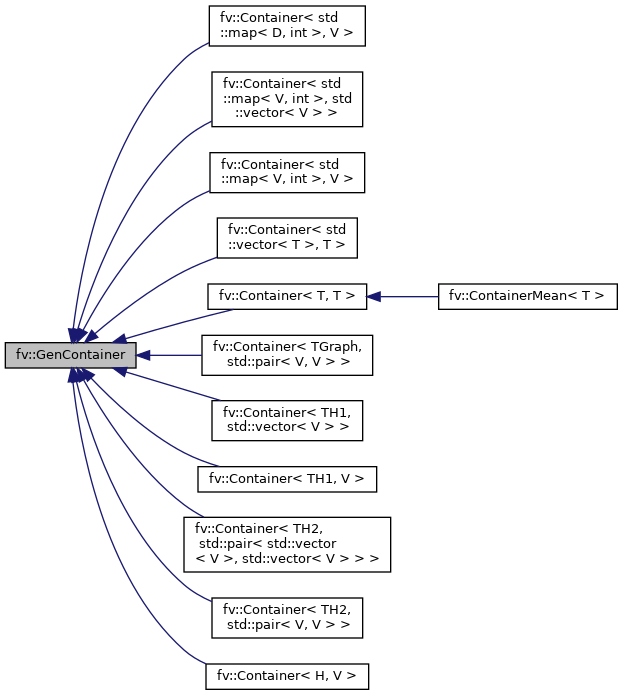 fv::Container< std
::map< D, int >, V >
fv::Container< std
::map< V, int >, std
::vector< V > >
fv::Container< std
::map< V, int >, V >
fv::Container< std
::vector< T >, T >
fv::Container< T, T >
fv::ContainerMean< T >
fv::GenContainer
fv::Container< TGraph,
std::pair< V, V > >
fv::Container< TH1,
std::vector< V > >
fv::Container< TH1, V >
fv::Container< TH2,
std::pair< std::vector
< V >, std::vector< V > > >
fv::Container< TH2,
std::pair< V, V > >
fv::Container< H, V >